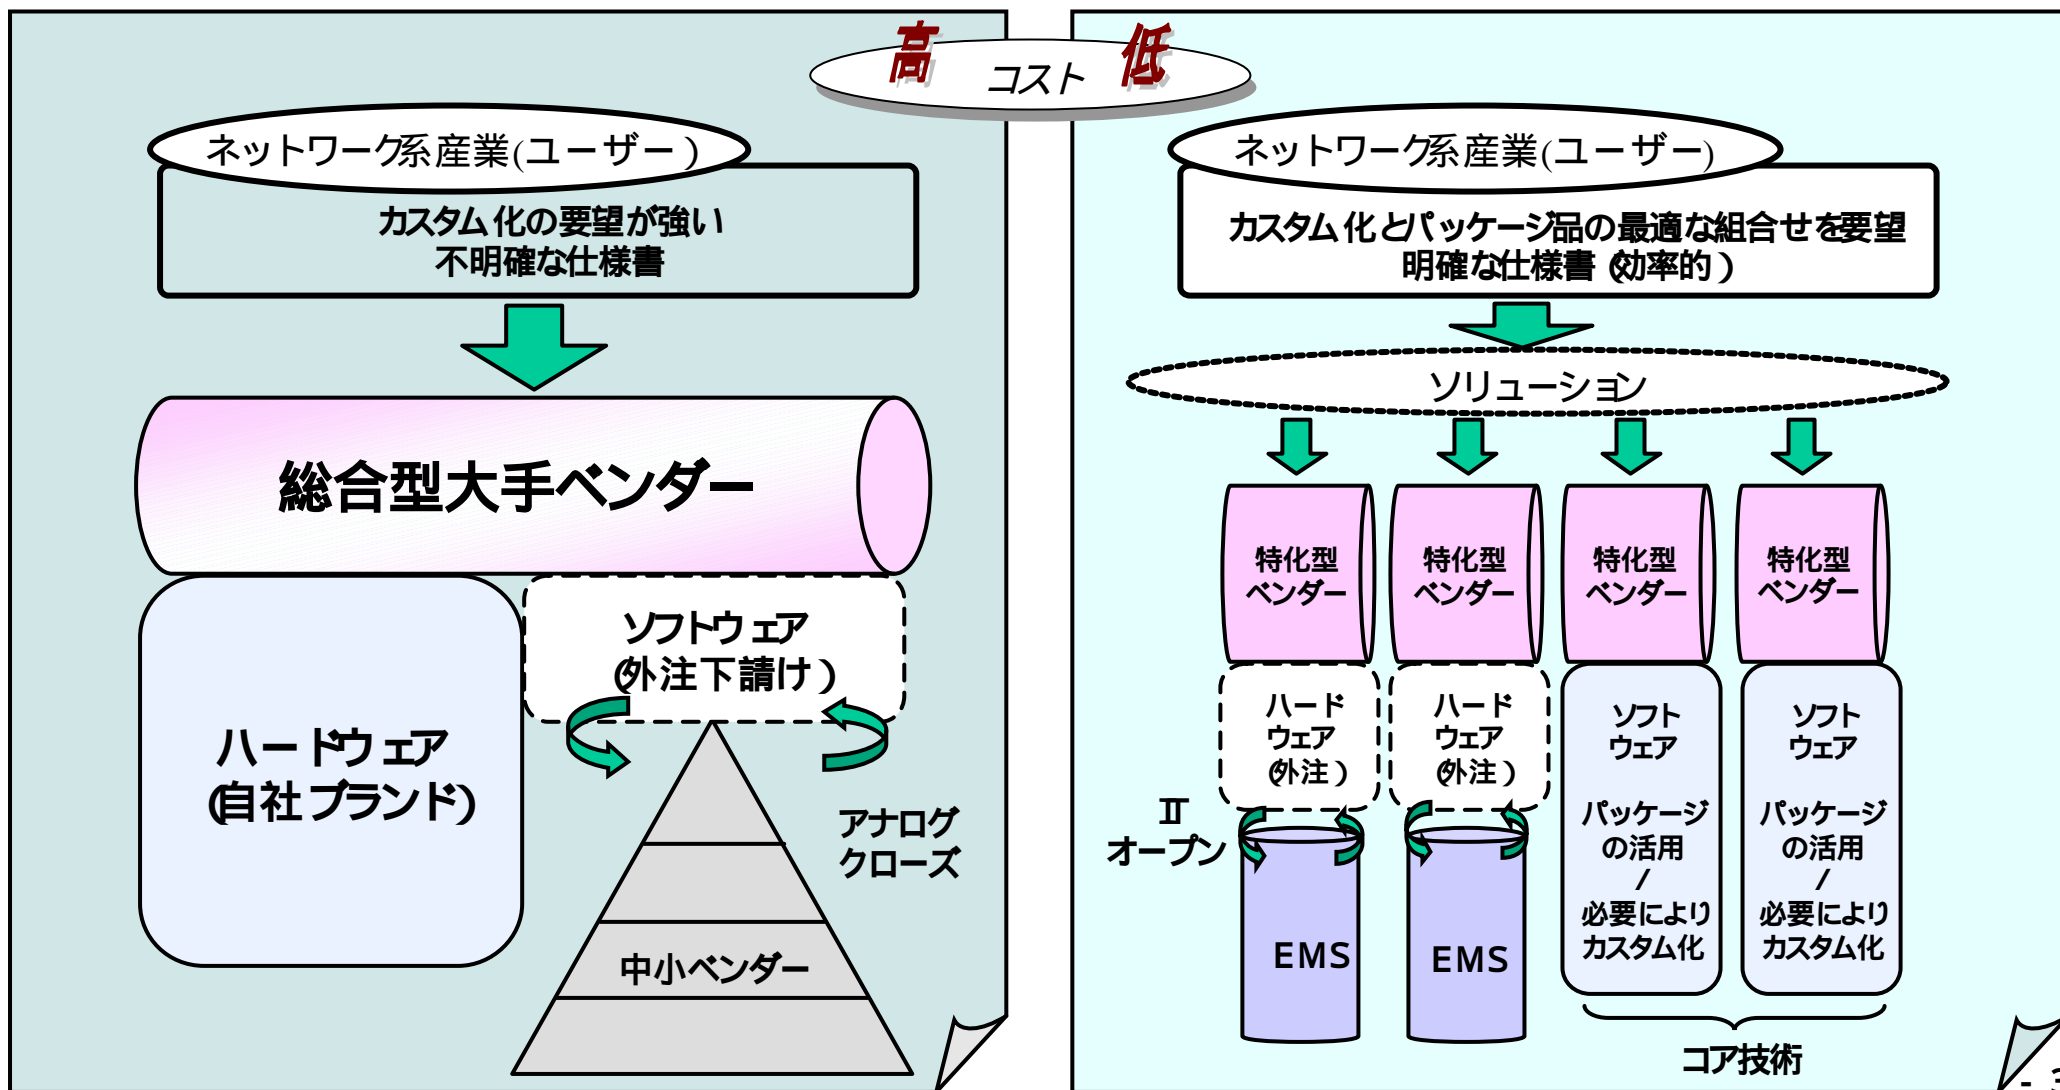 高 コスト 低
ネットワーク系産業(ユーザー)
カスタム化の要望が強い
不明確な仕様書
総合型大手ベンダー
ハードウェア
(自社ブランド)
ソフトウェア
(外注下請け)
アナログ
クローズ
中小ベンダー
ネットワーク系産業(ユーザー)
カスタム化とパッケージ品の最適な組合せを要望
明確な仕様書(効率的)
ソリューション
特化型
ベンダー
特化型
ベンダー
特化型
ベンダー
特化型
ベンダー
ハード
ウェア
(外注)
ハード
ウェア
(外注)
IT
オープン
EMS
EMS
ソフト
ウェア
パッケージ
の活用
/
必要により
カスタム化
ソフト
ウェア
パッケージ
の活用
/
必要により
カスタム化
コア技術